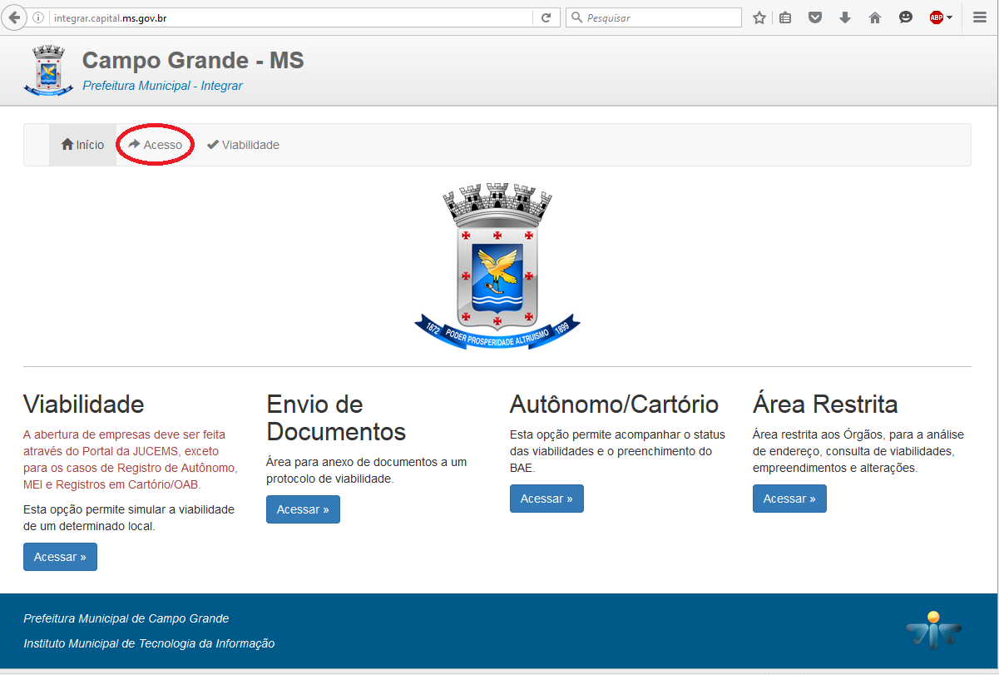 integrar.capital.ms.gov.br
Pesquisar
ABP
Campo Grande - MS
Prefeitura Municipal - Integrar
Início
Acesso
Viabilidade
1872 PODER PROSPERIDADE ALTRUISMO 1899
Viabilidade
A abertura de empresas deve ser feita
através do Portal da JUCEMS, exceto
para os casos de Registro de Autônomo,
MEI e Registros em Cartório/OAB.
Esta opção permite simular a viabilidade
de um determinado local.
Acessar »
Envio de
Documentos
Área para anexo de documentos a um
protocolo de viabilidade.
Acessar »
Autônomo/Cartório
Esta opção permite acompanhar o status
das viabilidades e o preenchimento do
BAE.
Acessar »
Área Restrita
Área restrita aos Órgãos, para a análise
de endereço, consulta de viabilidades,
empreendimentos e alterações.
Acessar »
Prefeitura Municipal de Campo Grande
Instituto Municipal de Tecnologia da Informação